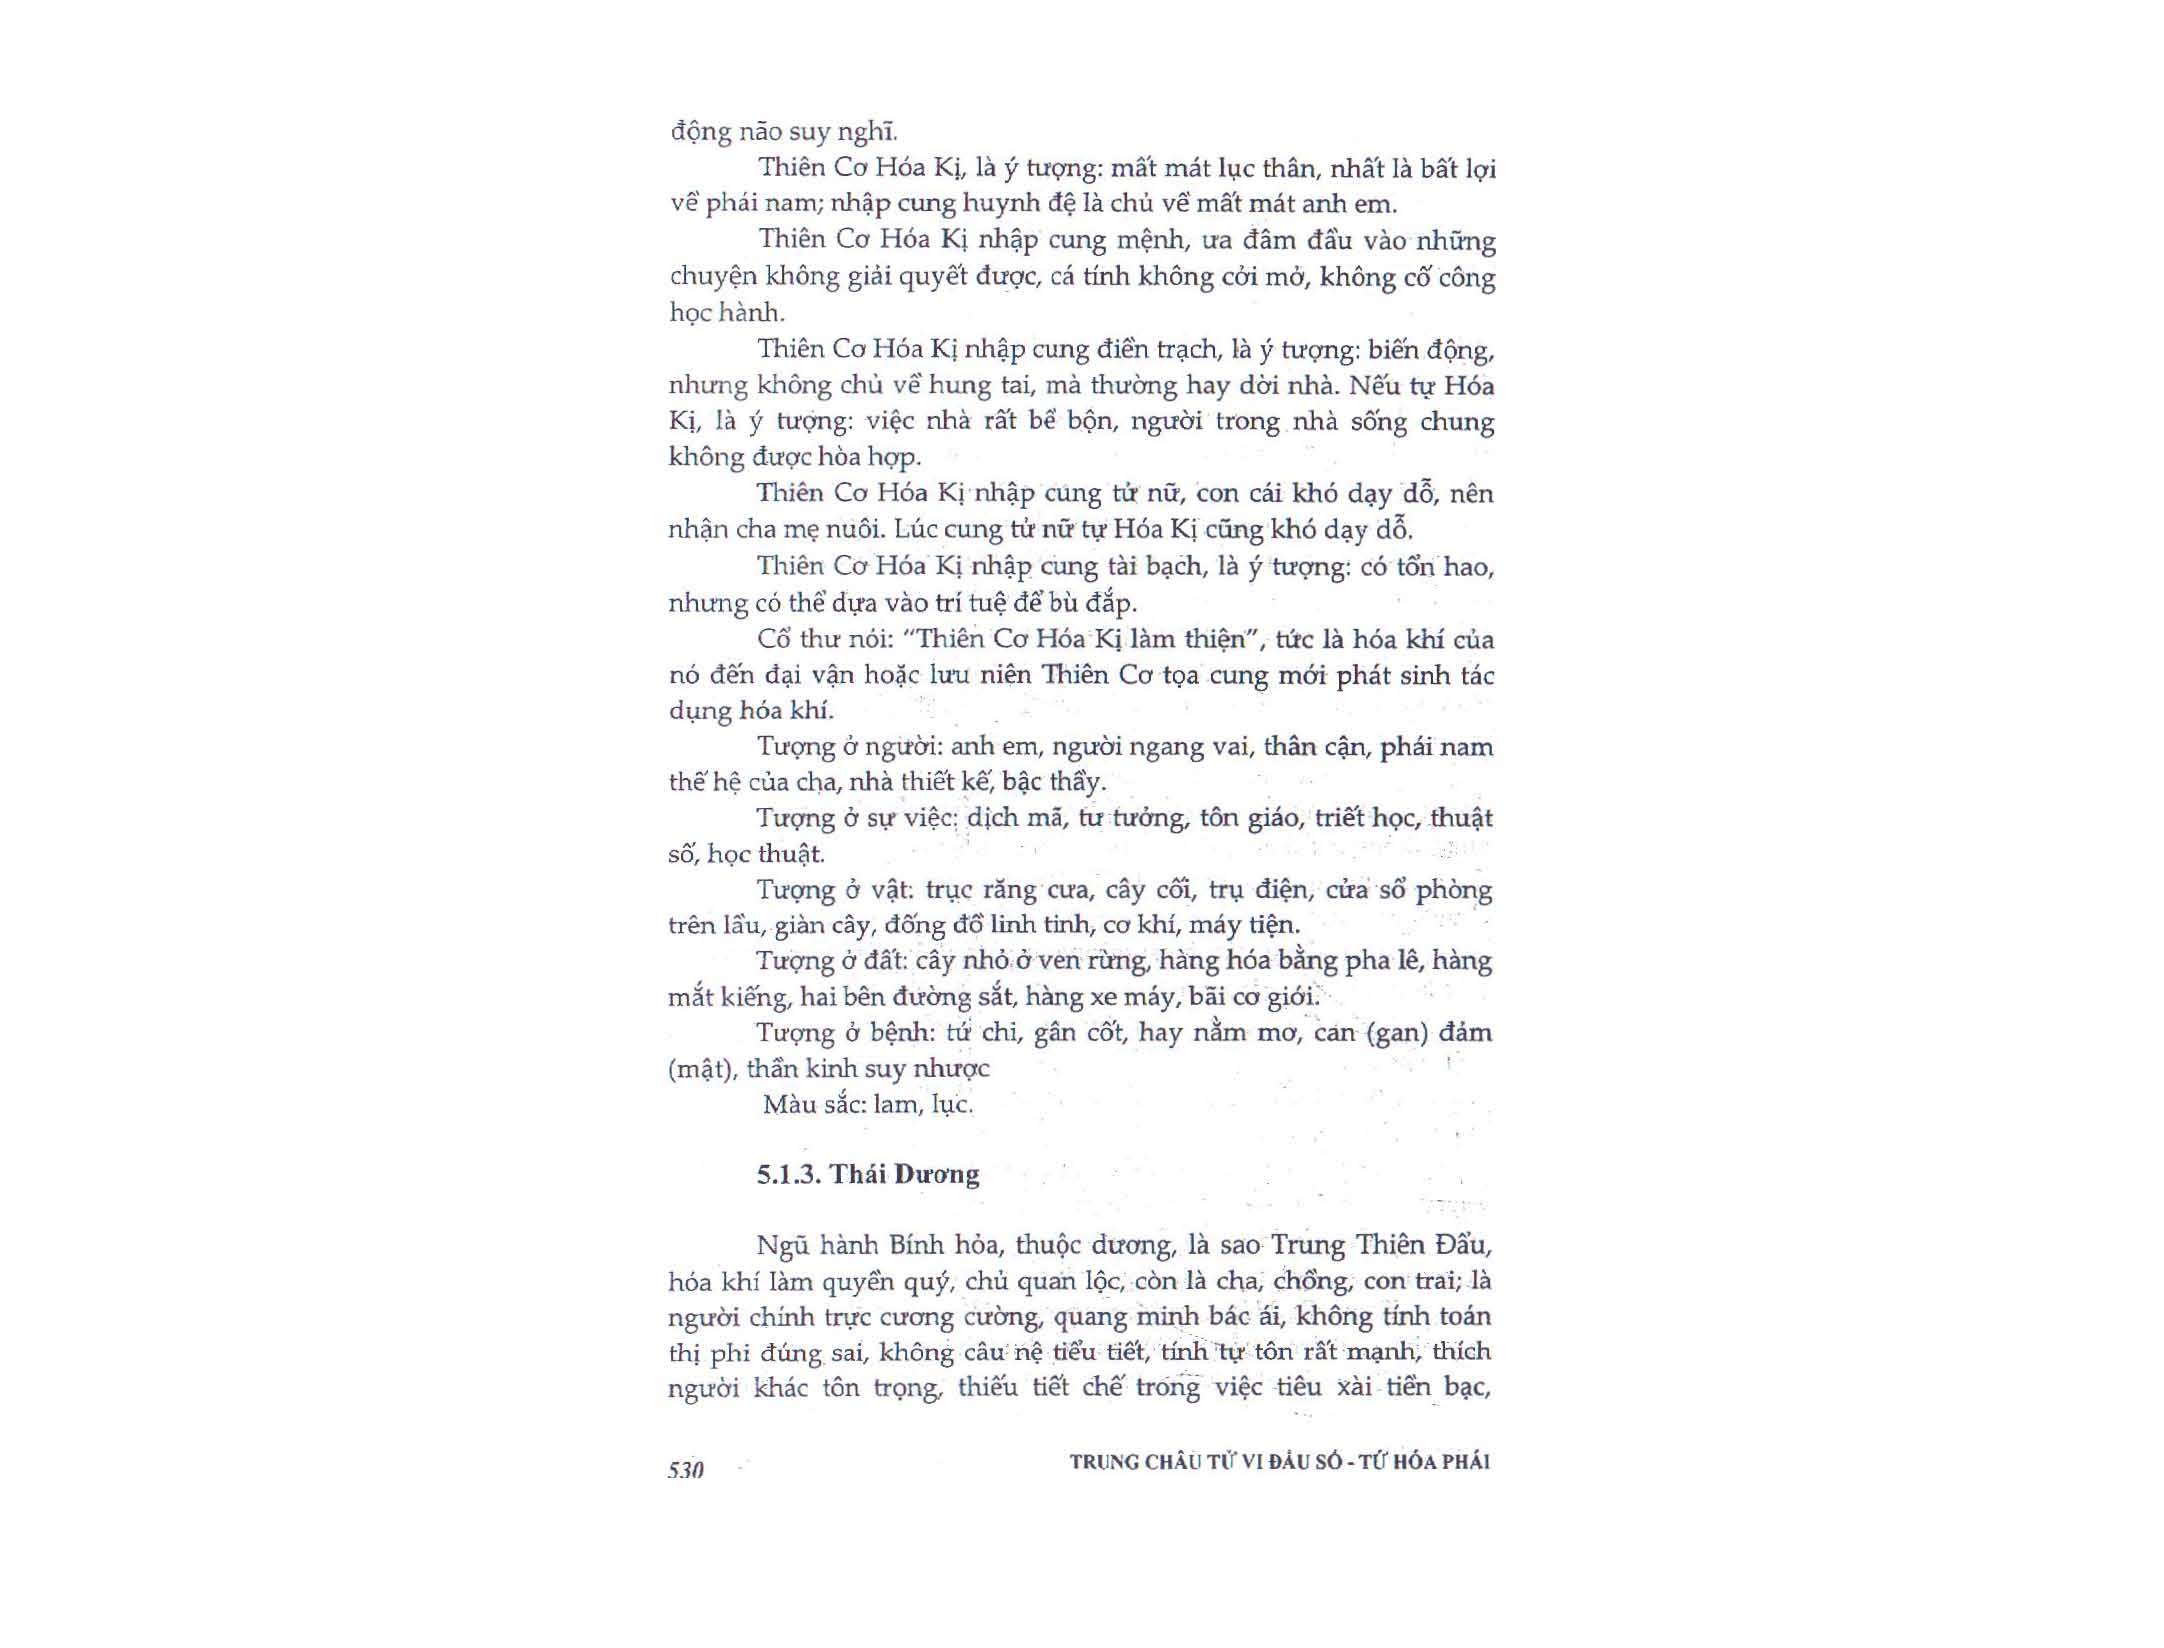 động não suy nghĩ.
Thiên Cơ Hóa Kị, là ý tượng: mất mát lục thân, nhất là bất lợi
về phái nam; nhập cung huynh đệ là chủ về mất mát anh em.
Thiên Cơ Hóa Kị nhập cung mệnh, ưa đâm đầu vào những
chuyện không giải quyết được, cá tính không cởi mở, không cố công
học hành.
Thiên Cơ Hóa Kị nhập cung điền trạch, là ý tượng: biến động,
nhưng không chủ về hung tai, mà thường hay dời nhà. Nếu tự Hóa
Kị, là ý tượng: việc nhà rất bề bộn, người trong nhà sống chung
không được hòa hợp.
Thiên Cơ Hóa Kị nhập cung tử nữ, con cái khó dạy dỗ, nên
nhận cha mẹ nuôi. Lúc cung tử nữ tự Hóa Kị cũng khó dạy dỗ.
Thiên Cơ Hóa Kị nhập cung tài bạch, là ý tượng: có tổn hao,
nhưng có thể dựa vào trí tuệ để bù đắp.
Cổ thư nói: "Thiên Cơ Hóa Kị làm thiện", tức là hóa khí của
nó đến đại vận hoặc lưu niên Thiên Cơ tọa cung mới phát sinh tác
dụng hóa khí.
Tượng ở người: anh em, người ngang vai, thân cận, phái nam
thế hệ của cha, nhà thiết kế, bậc thầy.
Tượng ở sự việc: dịch mã, tư tưởng, tôn giáo, triết học, thuật
số, học thuật.
Tượng ở vật: trục răng cưa, cây cối, trụ điện, cửa sổ phòng
trên lầu, giàn cây, đống đồ linh tinh, cơ khí, máy tiện.
Tượng ở đất: cây nhỏ ở ven rừng, hàng hóa bằng pha lê, hàng
mắt kiếng, hai bên đường sắt, hàng xe máy, bãi cơ giới.
Tượng ở bệnh: tứ chi, gân cốt, hay nằm mơ, can (gan) đảm
(mật), thần kinh suy nhược
Màu sắc: lam, lục.
5.1.3. Thái Dương
Ngũ hành Bính hỏa, thuộc dương, là sao Trung Thiên Đẩu,
hóa khí làm quyền quý, chủ quan lộc, còn là cha, chồng, con trai; là
người chính trực cương cường, quang minh bác ái, không tính toán
thị phi đúng sai, không câu nệ tiểu tiết, tính tự tôn rất mạnh, thích
người khác tôn trọng, thiếu tiết chế trong việc tiêu xài tiền bạc,
530 TRUNG CHÂU TỬ VI ĐẨU SỐ - TỨ HÓA PHÁI